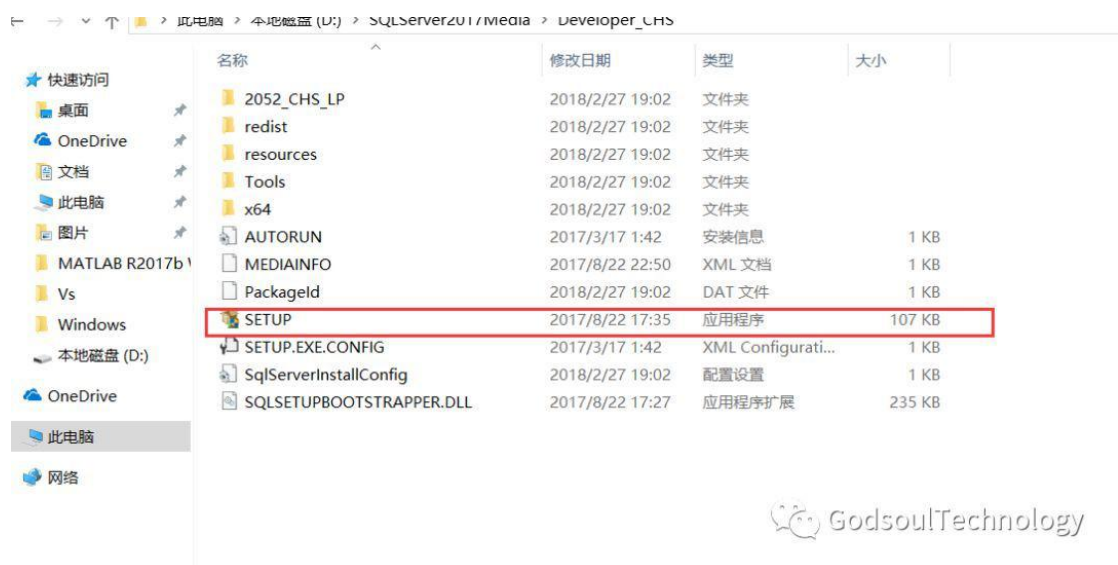 此电脑 > 本地磁盘 (D:) > SQLServer2017Media > Developer_CHS
名称 修改日期 类型 大小
快速访问
桌面
OneDrive
文档
此电脑
图片
MATLAB R2017b
Vs
Windows
本地磁盘 (D:)
OneDrive
此电脑
网络
2052_CHS_LP 2018/2/27 19:02 文件夹
redist 2018/2/27 19:02 文件夹
resources 2018/2/27 19:02 文件夹
Tools 2018/2/27 19:02 文件夹
x64 2018/2/27 19:02 文件夹
AUTORUN 2017/3/17 1:42 安装信息 1 KB
MEDIAINFO 2017/8/22 22:50 XML 文档 1 KB
PackageId 2018/2/27 19:02 DAT 文件 1 KB
SETUP 2017/8/22 17:35 应用程序 107 KB
SETUP.EXE.CONFIG 2017/3/17 1:42 XML Configurati... 1 KB
SqlServerInstallConfig 2018/2/27 19:02 配置设置 1 KB
SQLSETUPBOOTSTRAPPER.DLL 2017/8/22 17:27 应用程序扩展 235 KB
GodsoulTechnology